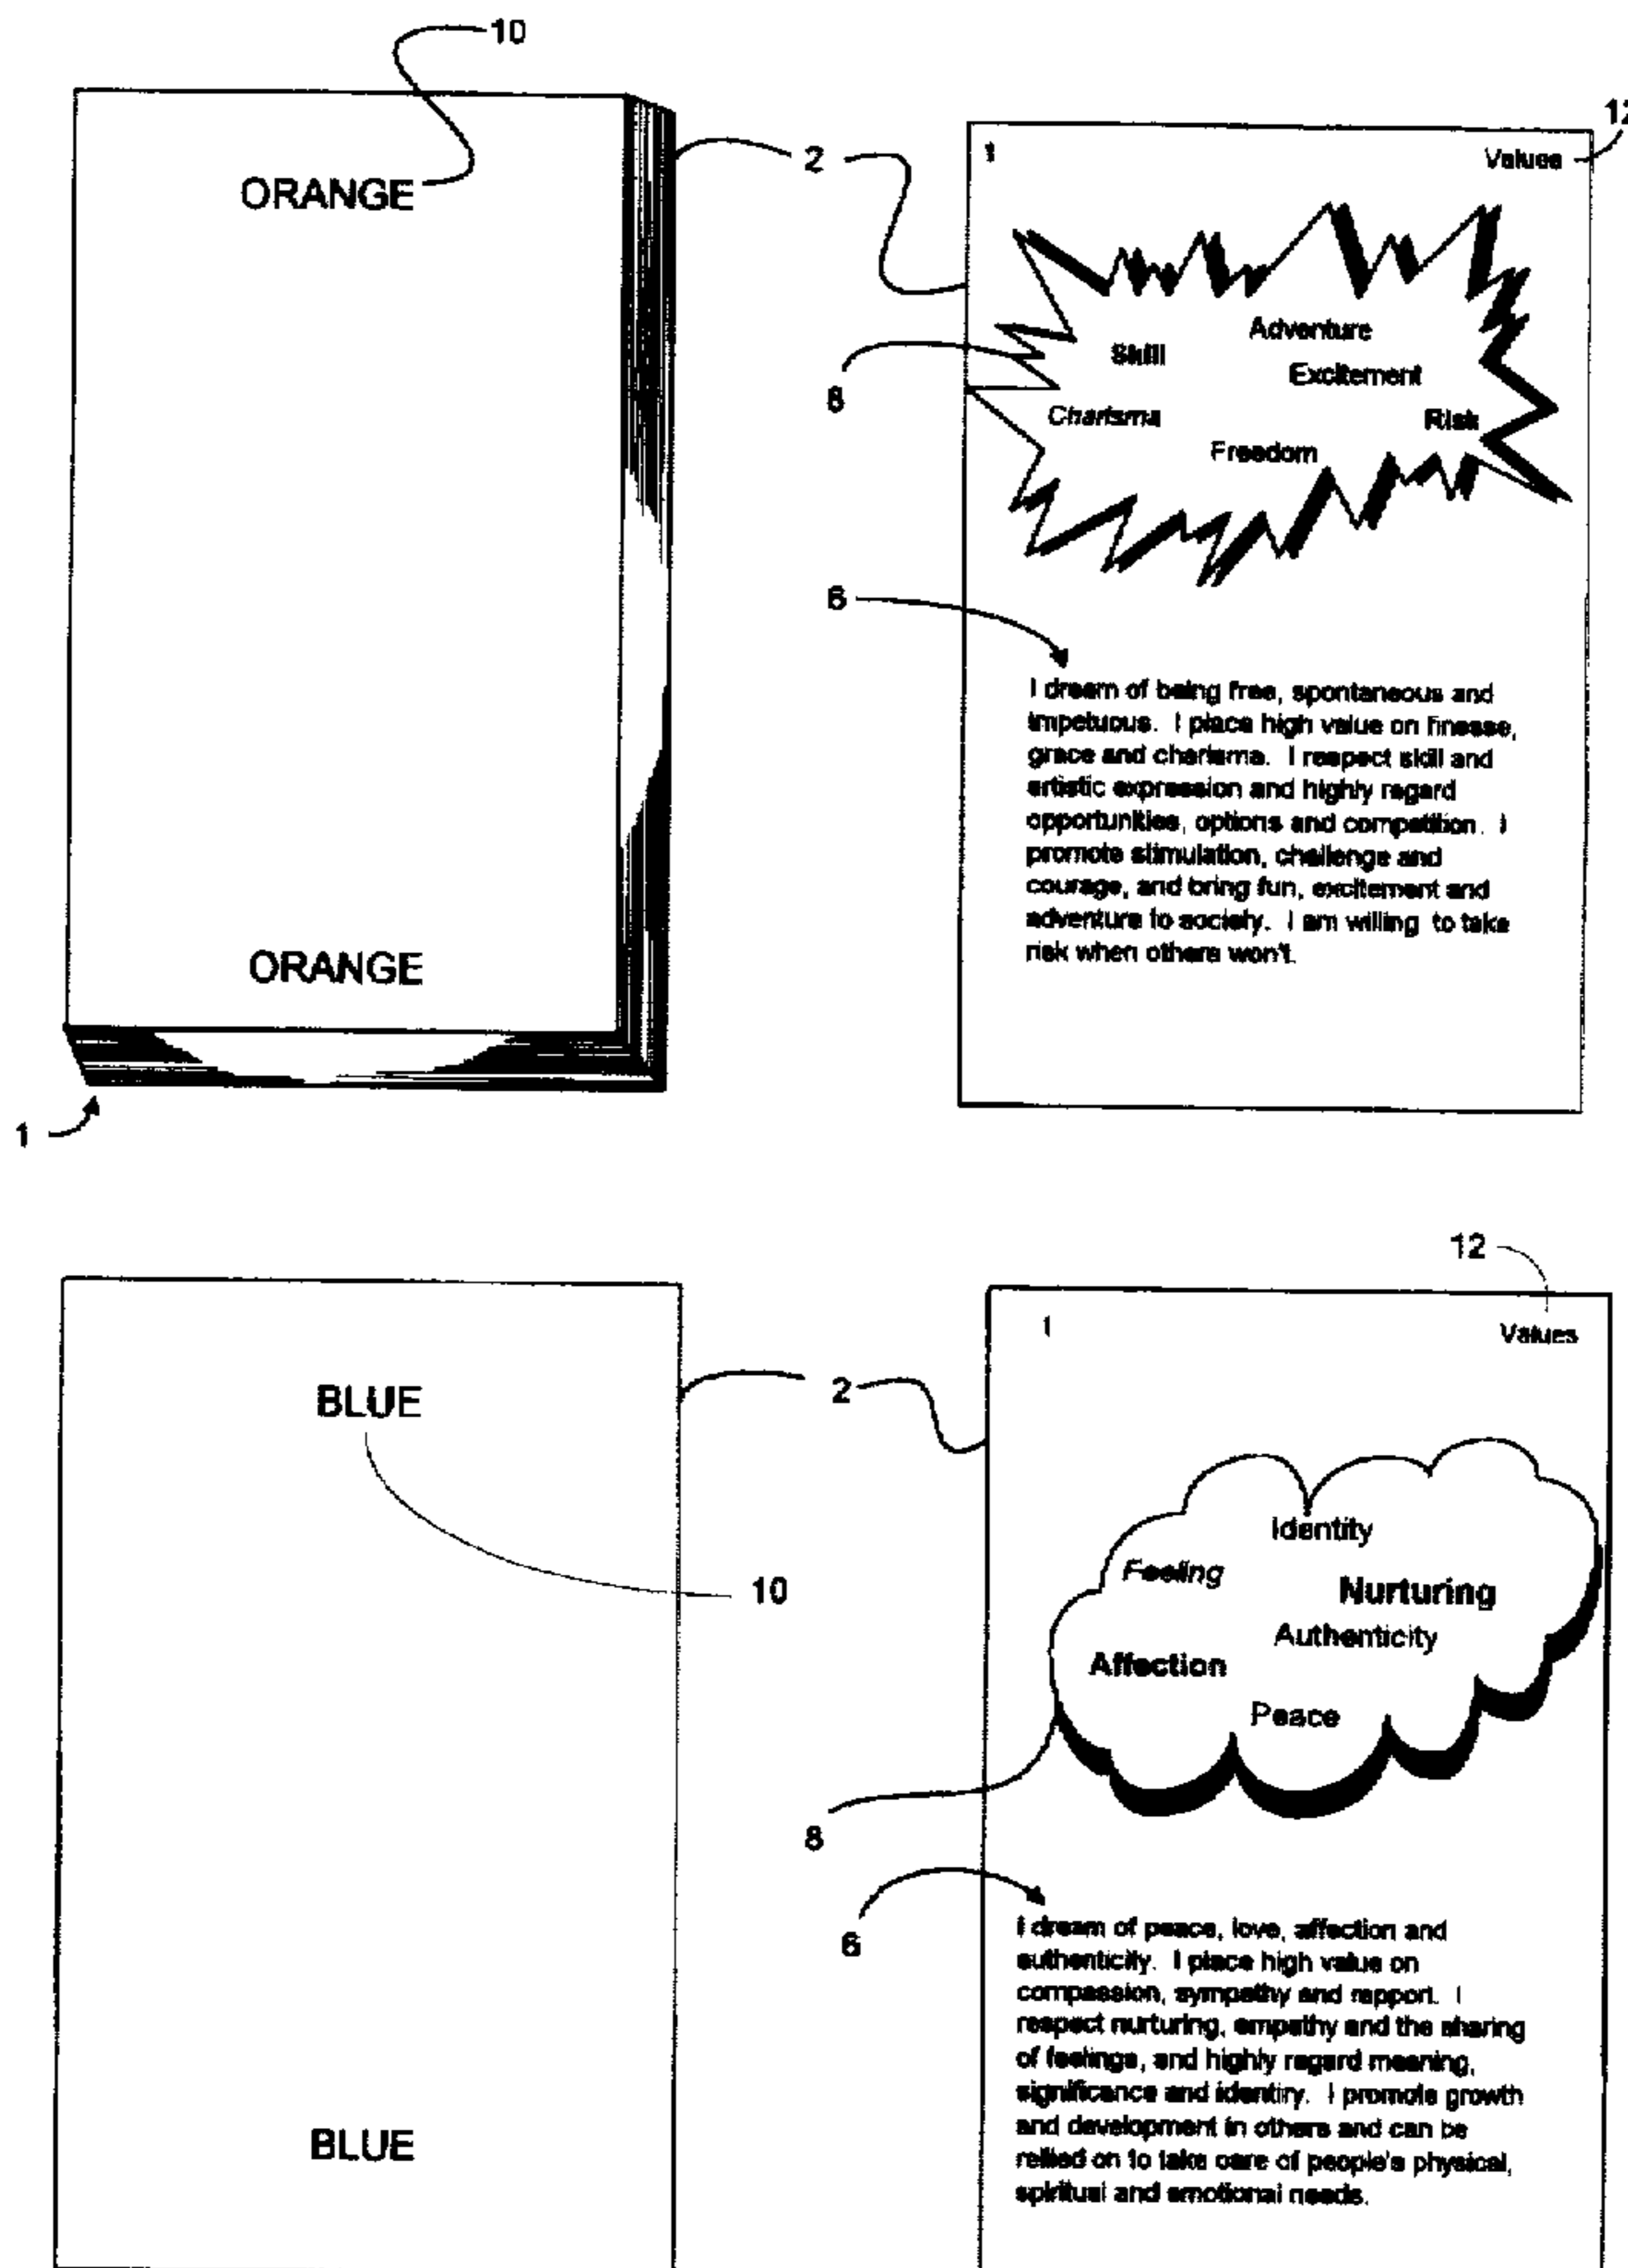 10
12
2
1 Values
ORANGE
Adventure
Skill
Excitement
8
Charisma
Risk
Freedom
6
I dream of being free, spontaneous and
impetuous. I place high value on finesse,
grace and charisma. I respect skill and
artistic expression and highly regard
opportunities, options and competition. I
promote stimulation, challenge and
courage, and bring fun, excitement and
adventure to society. I am willing to take
risk when others won't.
ORANGE
1
12
1 Values
2
BLUE
Identity
Feeling
Nurturing
10
Authenticity
Affection
Peace
8
6
I dream of peace, love, affection and
authenticity. I place high value on
compassion, sympathy and rapport. I
respect nurturing, empathy and the sharing
of feelings, and highly regard meaning,
significance and identiry. I promote growth
and development in others and can be
relied on to take care of people's physical,
spiritual and emotional needs.
BLUE